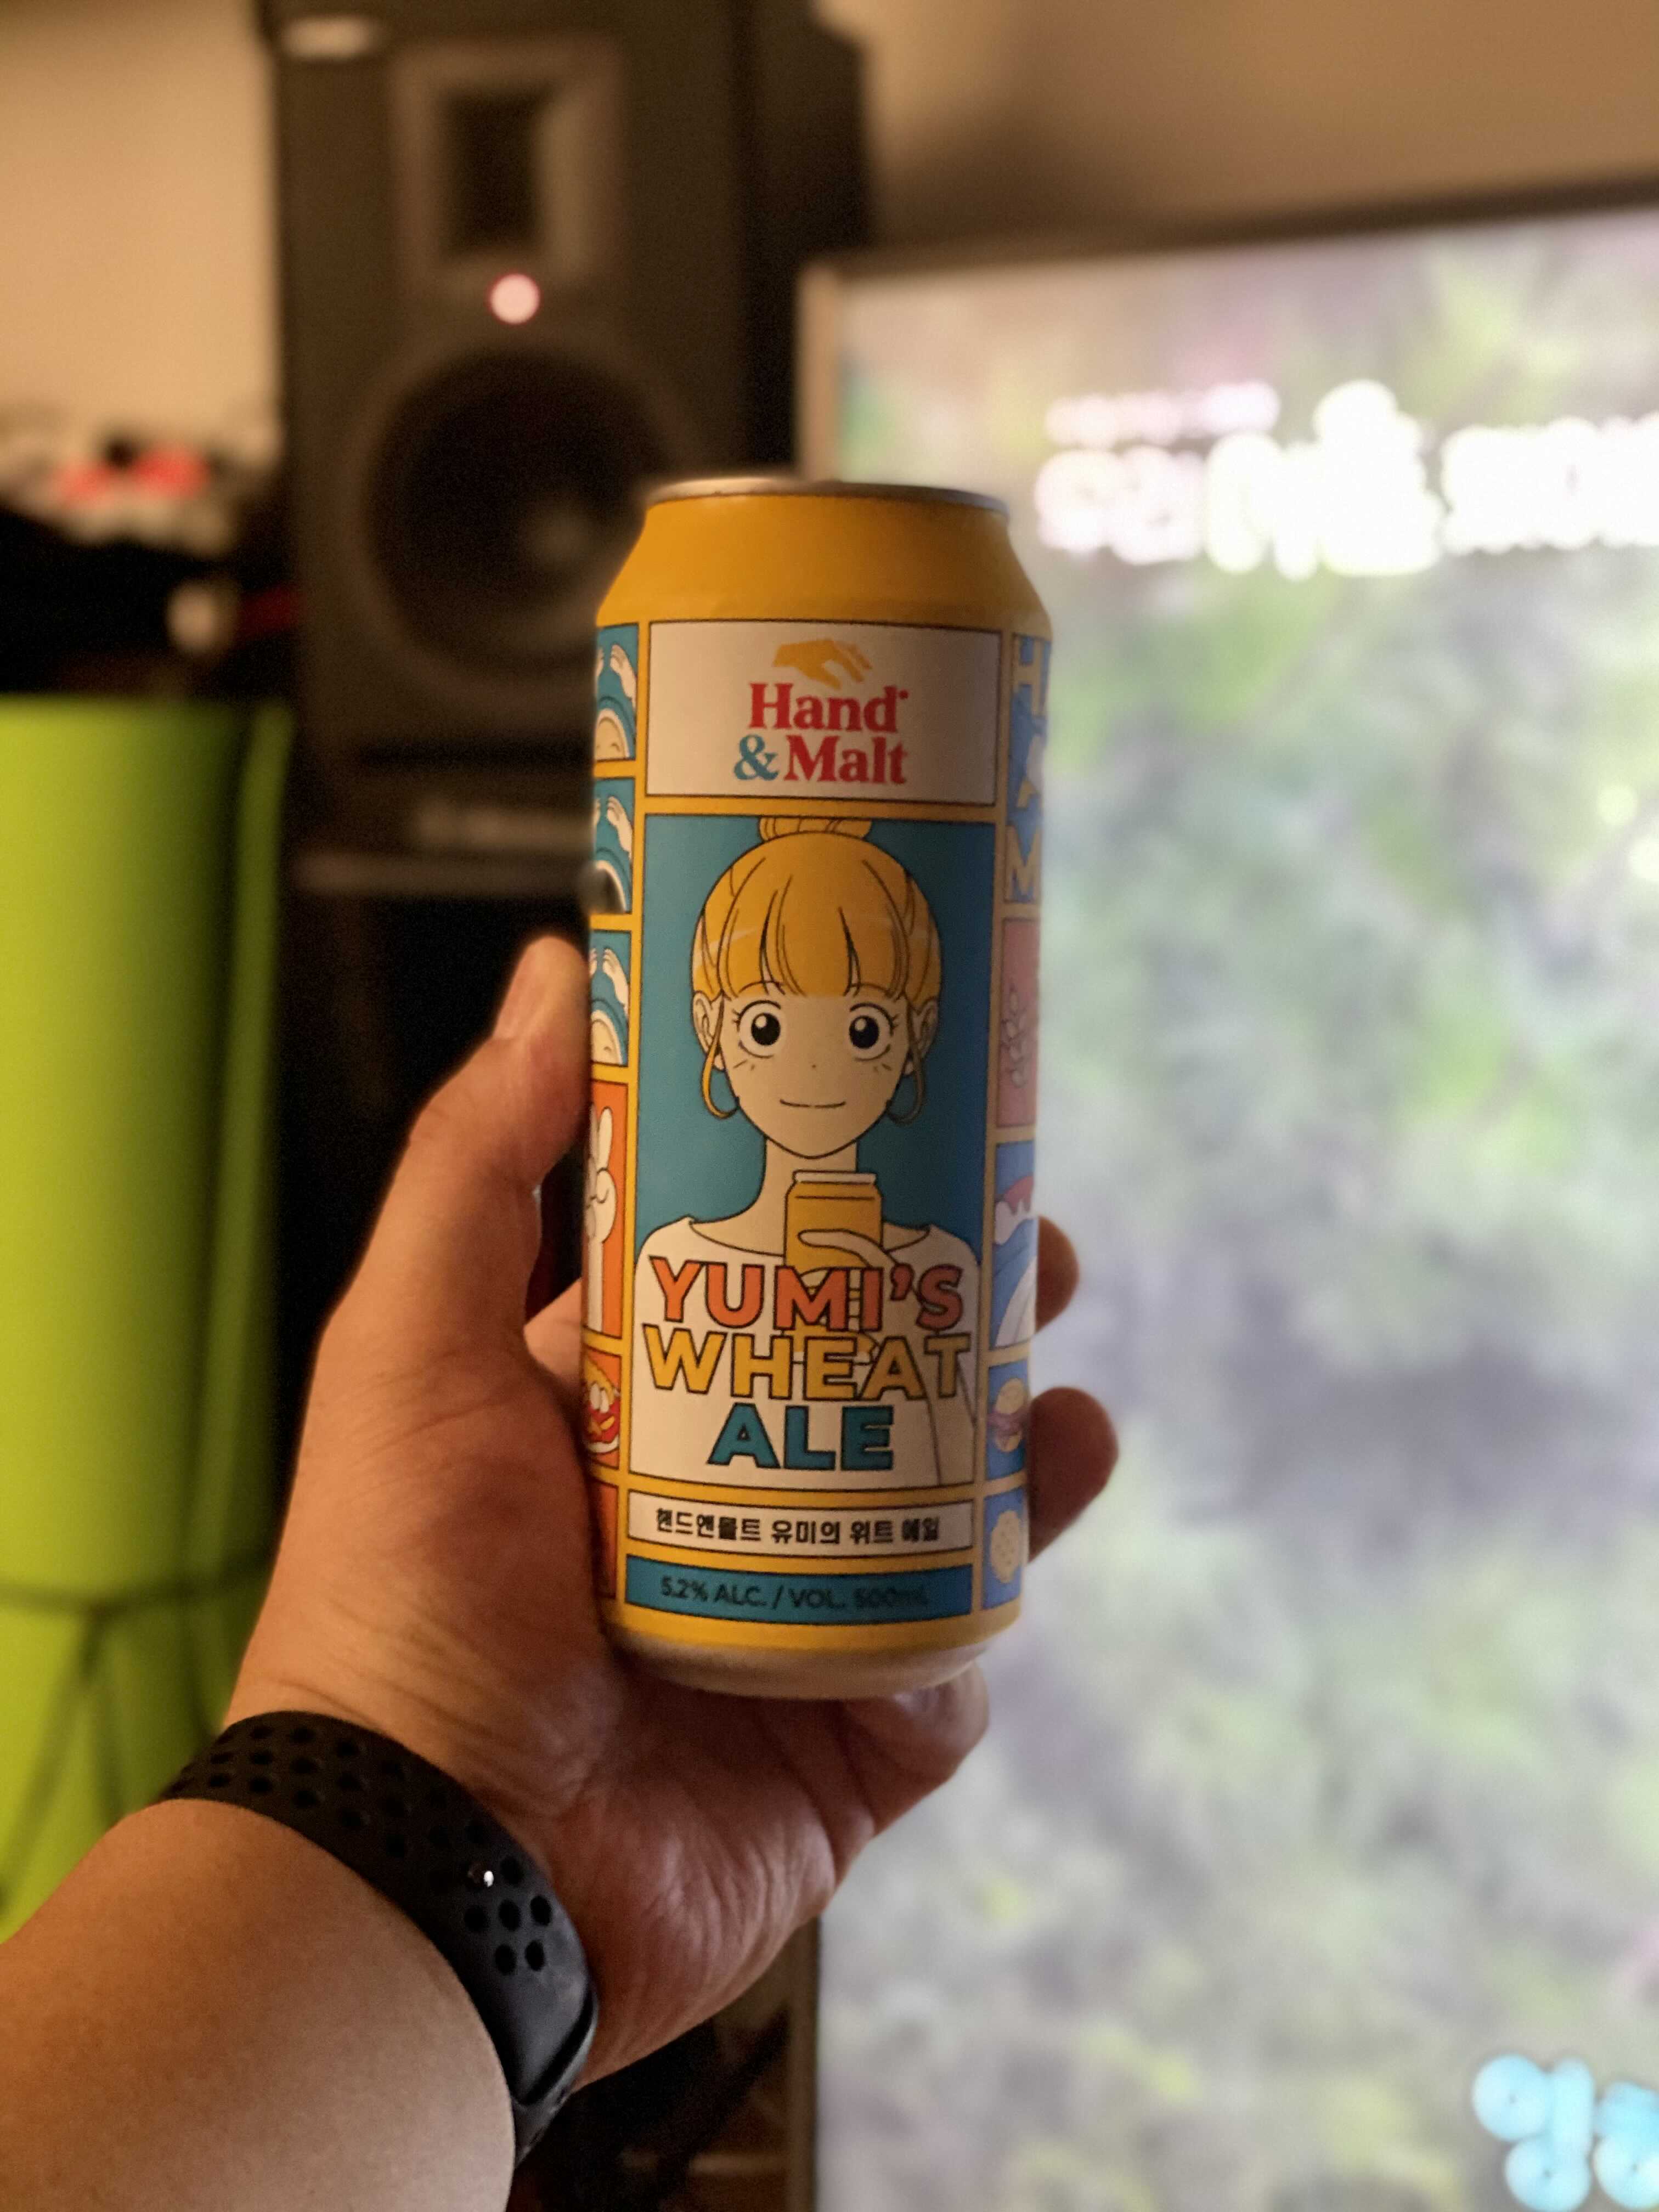 Hand
&Malt
YUMI'S
WHEAT
ALE
핸드앤몰트 유미의 위트 에일
5.2% ALC. / VOL. 500mL